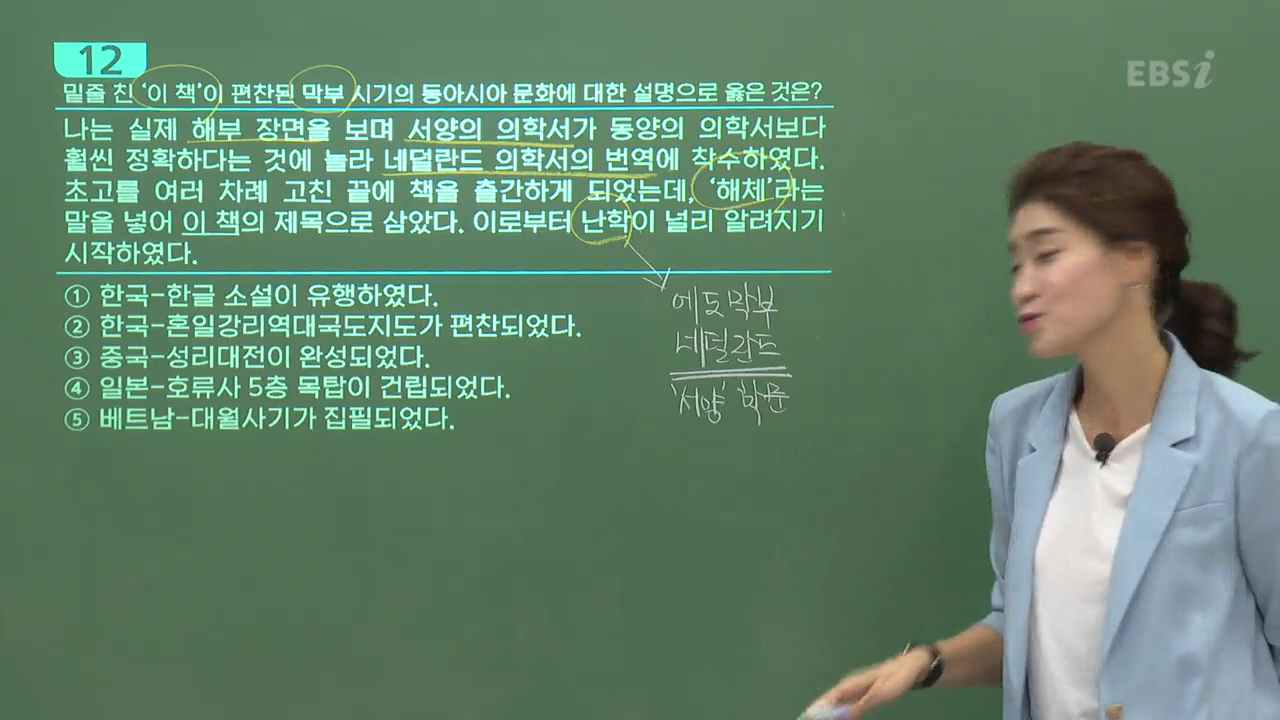 12
EBSi
밑줄 친 '이 책'이 편찬된 막부 시기의 동아시아 문화에 대한 설명으로 옳은 것은?
나는 실제 해부 장면을 보며 서양의 의학서가 동양의 의학서보다
훨씬 정확하다는 것에 놀라 네덜란드 의학서의 번역에 착수하였다.
초고를 여러 차례 고친 끝에 책을 출간하게 되었는데, '해체'라는
말을 넣어 이 책의 제목으로 삼았다. 이로부터 난학이 널리 알려지기
시작하였다.
① 한국-한글 소설이 유행하였다.
② 한국-혼일강리역대국도지도가 편찬되었다.
③ 중국-성리대전이 완성되었다.
④ 일본-호류사 5층 목탑이 건립되었다.
⑤ 베트남-대월사기가 집필되었다.
에도막부
네덜란드
'서양' 학문